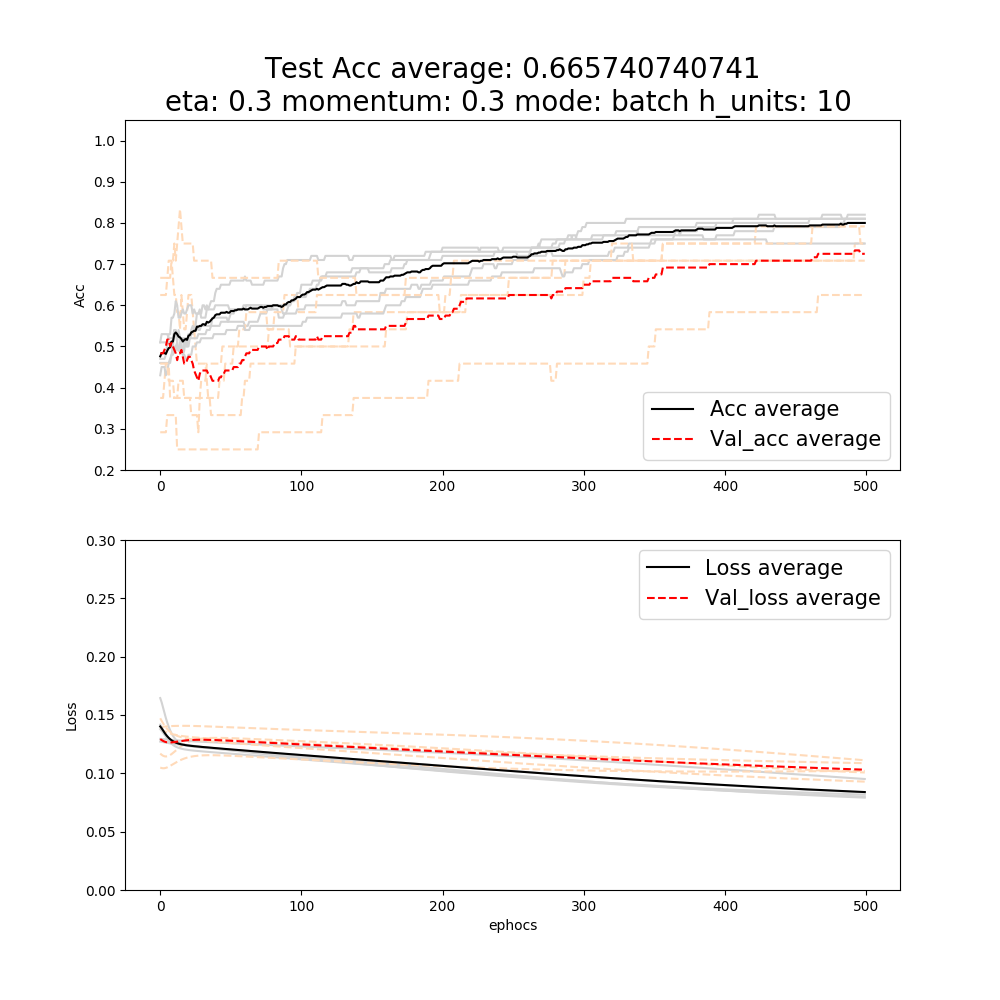 Test Acc average: 0.665740740741
eta: 0.3 momentum: 0.3 mode: batch h_units: 10
1.0
0.9
0.8
0.7
0.6
0.5
0.4
0.3
0.2
Acc
Acc average
Val_acc average
0 100 200 300 400 500
0.30
0.25
0.20
0.15
0.10
0.05
0.00
Loss
Loss average
Val_loss average
0 100 200 300 400 500
ephocs